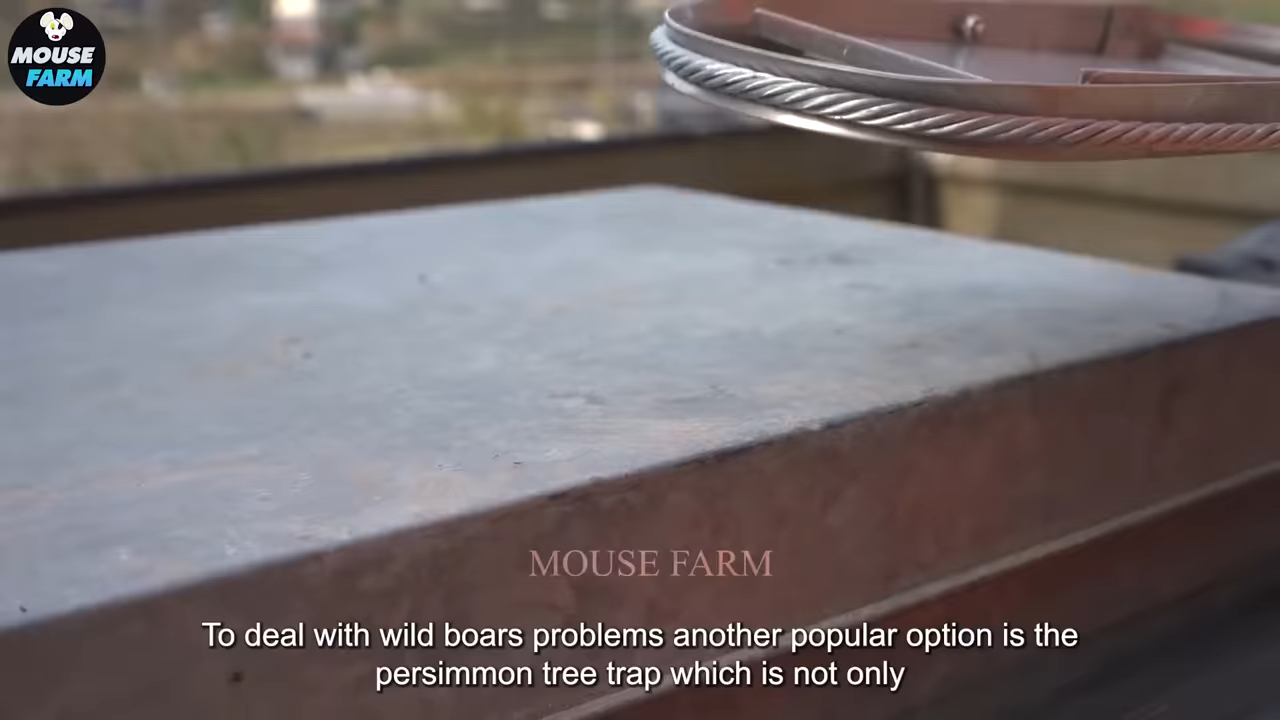 MOUSE
FARM
MOUSE FARM
To deal with wild boars problems another popular option is the
persimmon tree trap which is not only